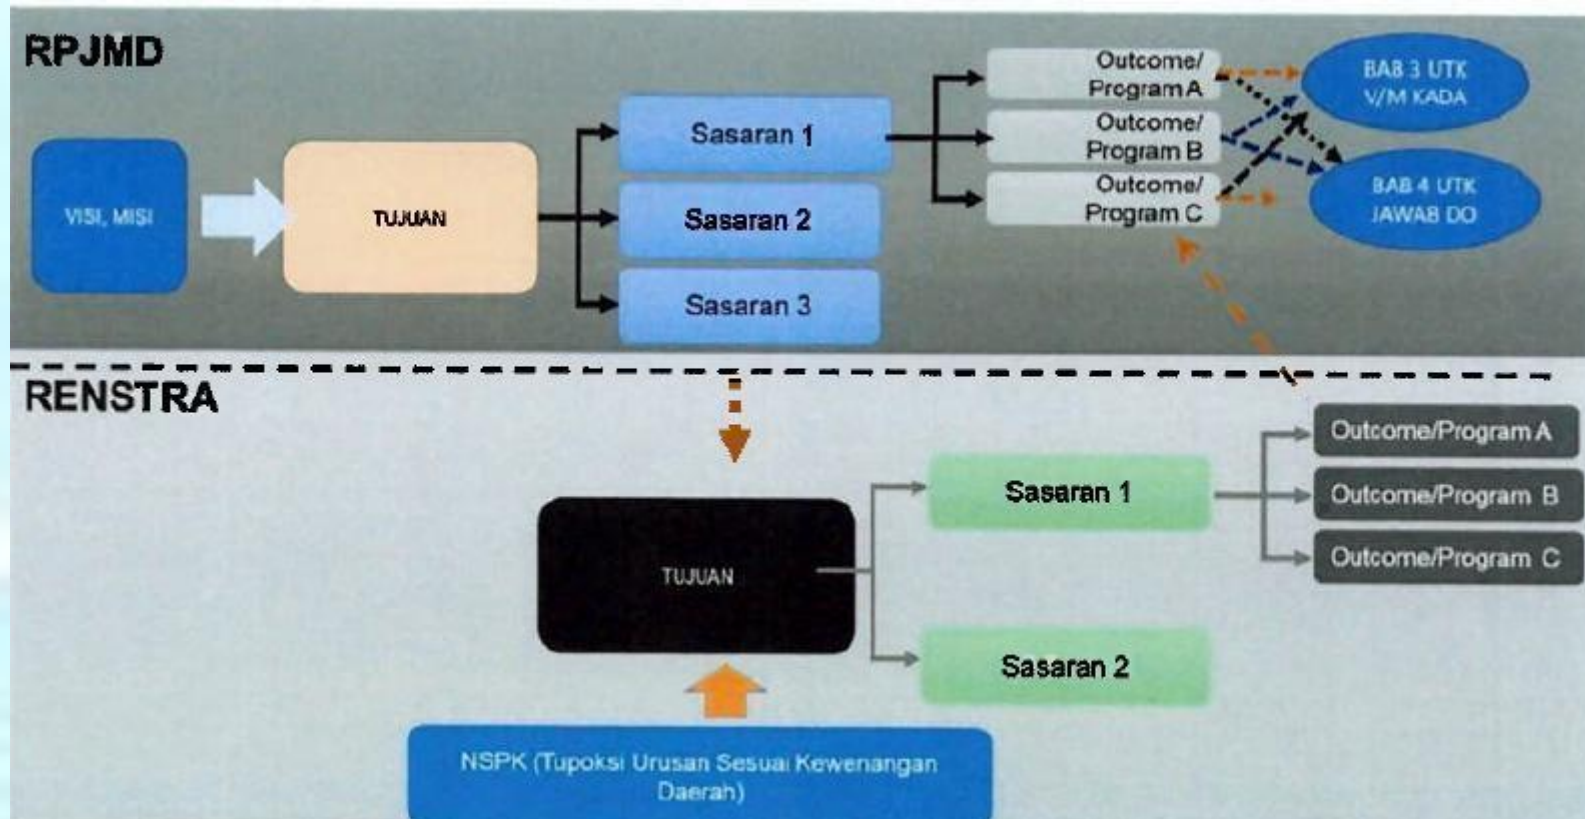 RPJMD
VISI, MISI
TUJUAN
Sasaran 1
Sasaran 2
Sasaran 3
Outcome/
Program A
Outcome/
Program B
Outcome/
Program C
BAB 3 UTK
V/M KADA
BAB 4 UTK
JAWAB DO
RENSTRA
TUJUAN
Sasaran 1
Sasaran 2
Outcome/Program A
Outcome/Program B
Outcome/Program C
NSPK (Tupoksi Urusan Sesuai Kewenangan
Daerah)